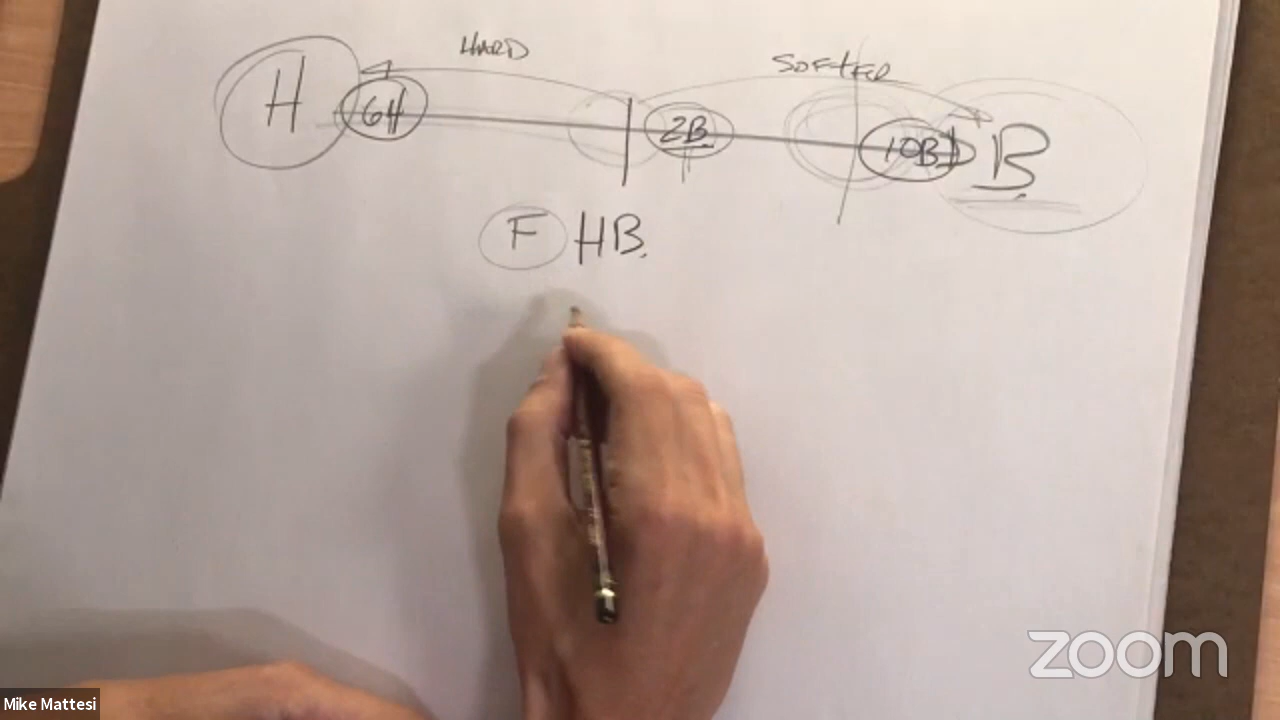 HARD SOFTER
H 6H 2B 10B B
F HB.
zoom
Mike Mattesi